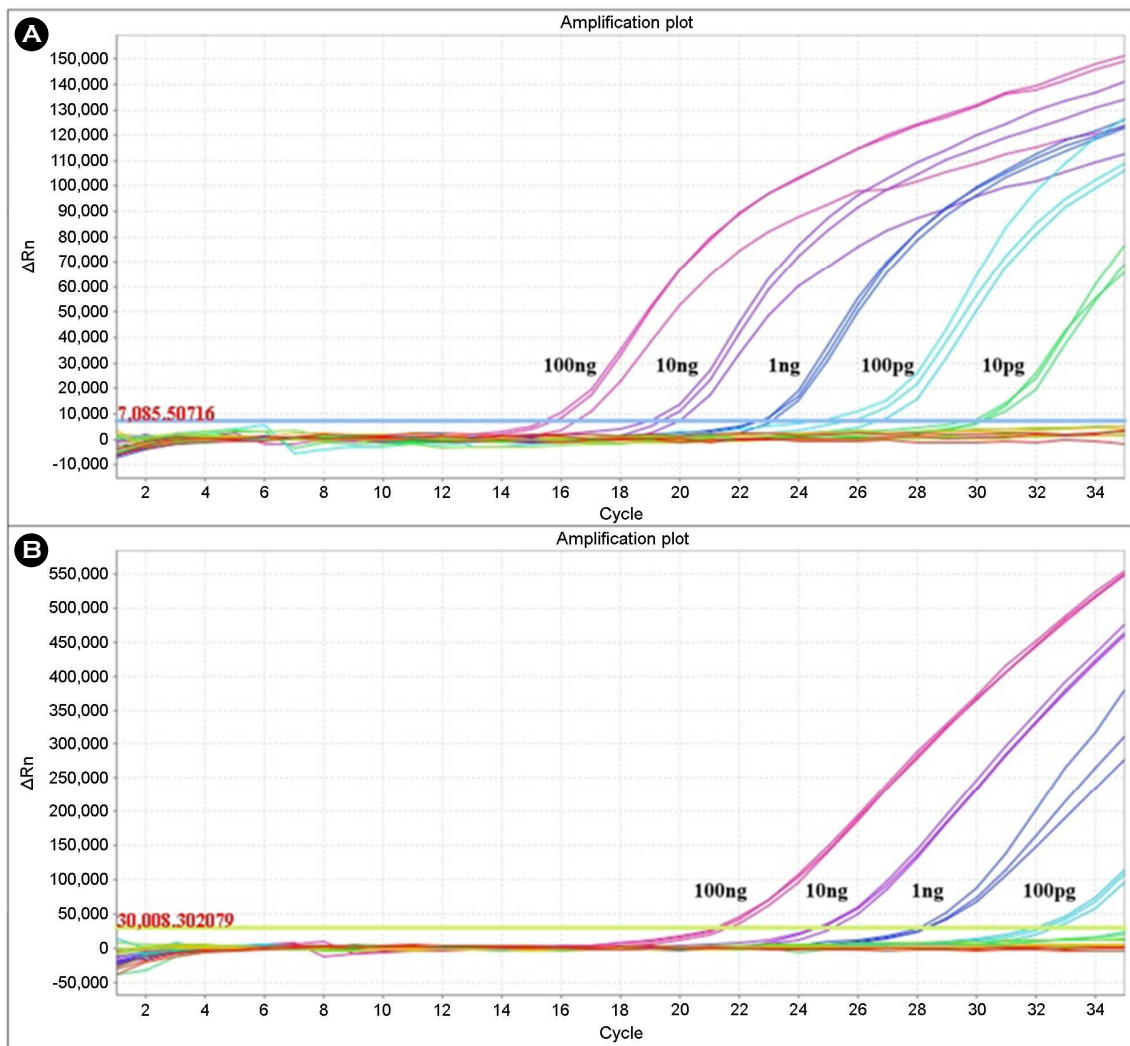 A
Amplification plot
150,000
140,000
130,000
120,000
110,000
100,000
90,000
80,000
70,000
60,000
50,000
40,000
30,000
20,000
10,000
0
-10,000
ΔRn
100ng 10ng 1ng 100pg 10pg
7,085.50716
2 4 6 8 10 12 14 16 18 20 22 24 26 28 30 32 34
Cycle
B
Amplification plot
550,000
500,000
450,000
400,000
350,000
300,000
250,000
200,000
150,000
100,000
50,000
0
-50,000
ΔRn
100ng 10ng 1ng 100pg
30,008.302079
2 4 6 8 10 12 14 16 18 20 22 24 26 28 30 32 34
Cycle